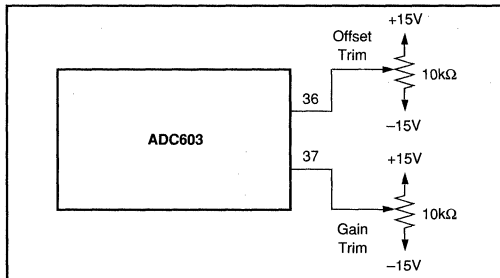 +15V
Offset
Trim
36
10kΩ
ADC603
–15V
37
+15V
10kΩ
Gain
Trim
–15V